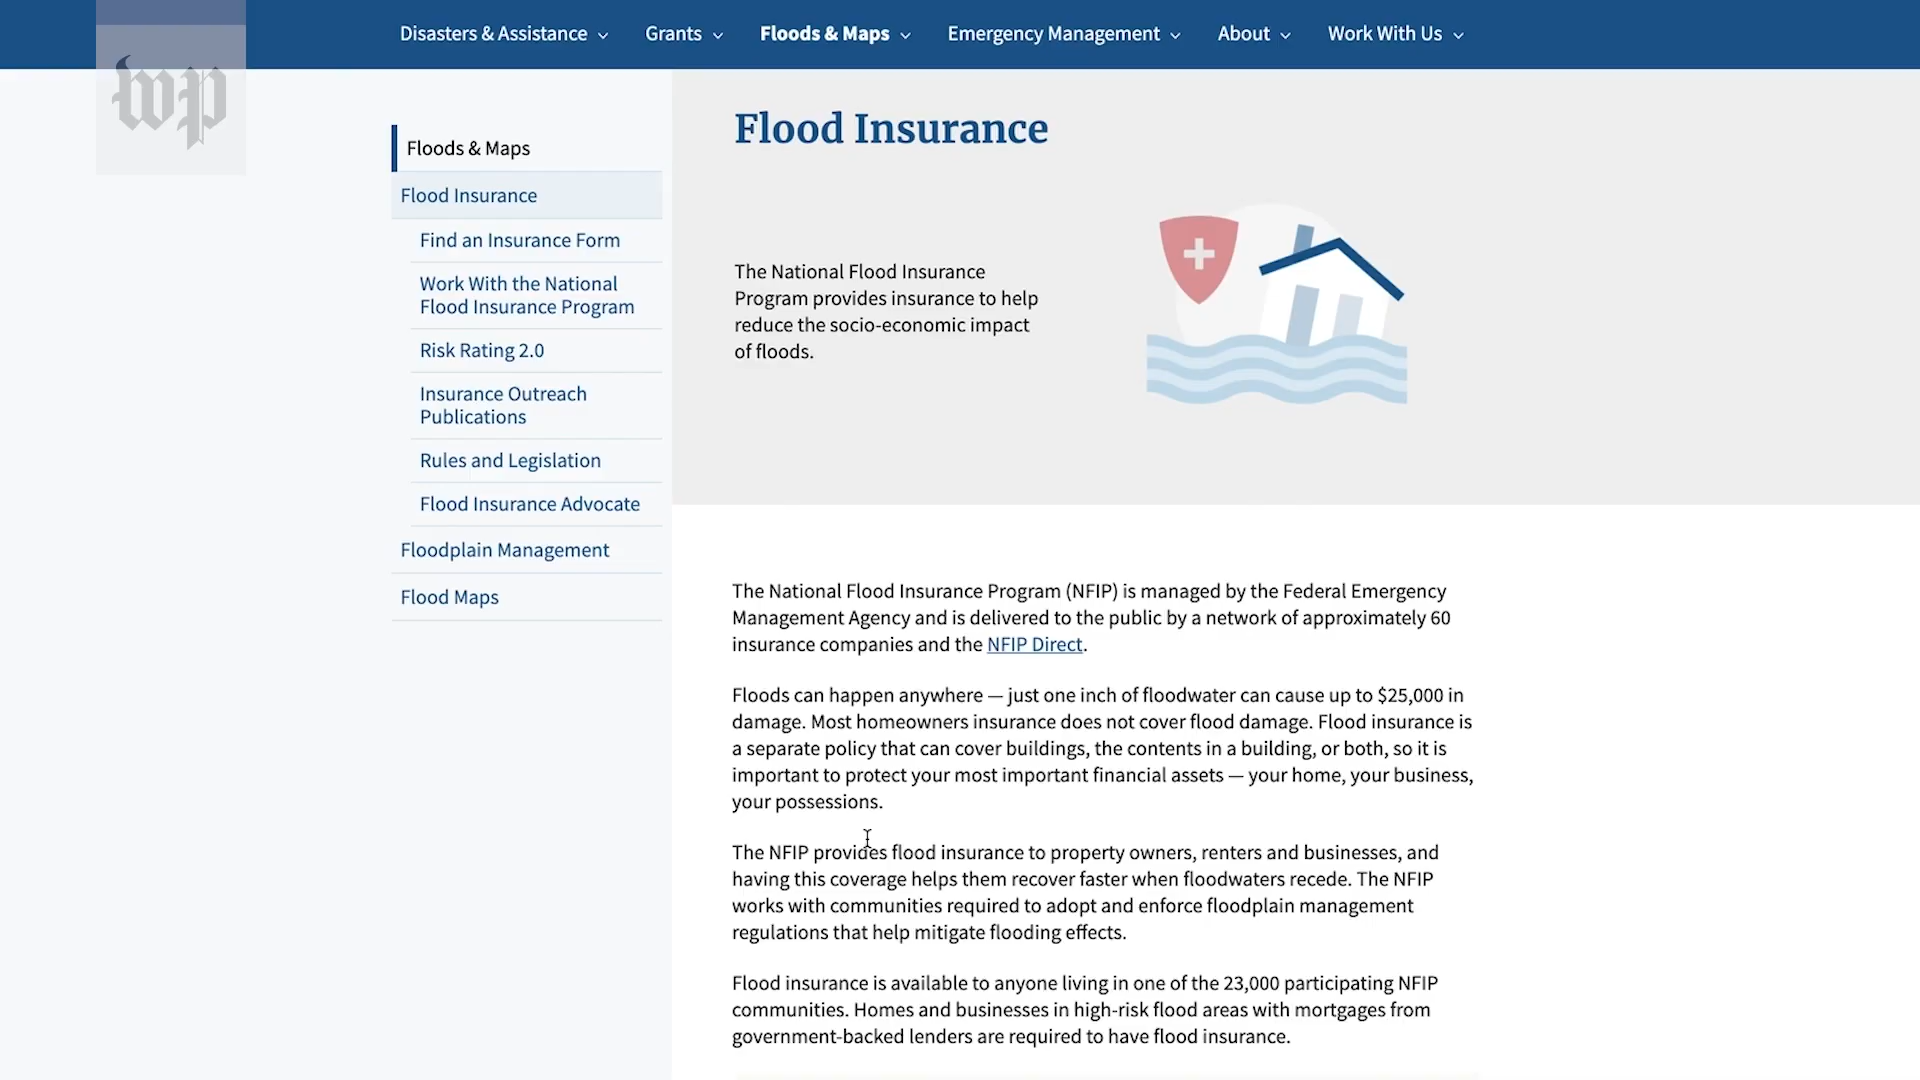 Disasters & Assistance
Grants
Floods & Maps
Emergency Management
About
Work With Us
wp
Floods & Maps
Flood Insurance
Find an Insurance Form
Work With the National
Flood Insurance Program
Risk Rating 2.0
Insurance Outreach
Publications
Rules and Legislation
Flood Insurance Advocate
Floodplain Management
Flood Maps
Flood Insurance
The National Flood Insurance
Program provides insurance to help
reduce the socio-economic impact
of floods.
The National Flood Insurance Program (NFIP) is managed by the Federal Emergency
Management Agency and is delivered to the public by a network of approximately 60
insurance companies and the NFIP Direct.
Floods can happen anywhere — just one inch of floodwater can cause up to $25,000 in
damage. Most homeowners insurance does not cover flood damage. Flood insurance is
a separate policy that can cover buildings, the contents in a building, or both, so it is
important to protect your most important financial assets — your home, your business,
your possessions.
The NFIP provides flood insurance to property owners, renters and businesses, and
having this coverage helps them recover faster when floodwaters recede. The NFIP
works with communities required to adopt and enforce floodplain management
regulations that help mitigate flooding effects.
Flood insurance is available to anyone living in one of the 23,000 participating NFIP
communities. Homes and businesses in high-risk flood areas with mortgages from
government-backed lenders are required to have flood insurance.